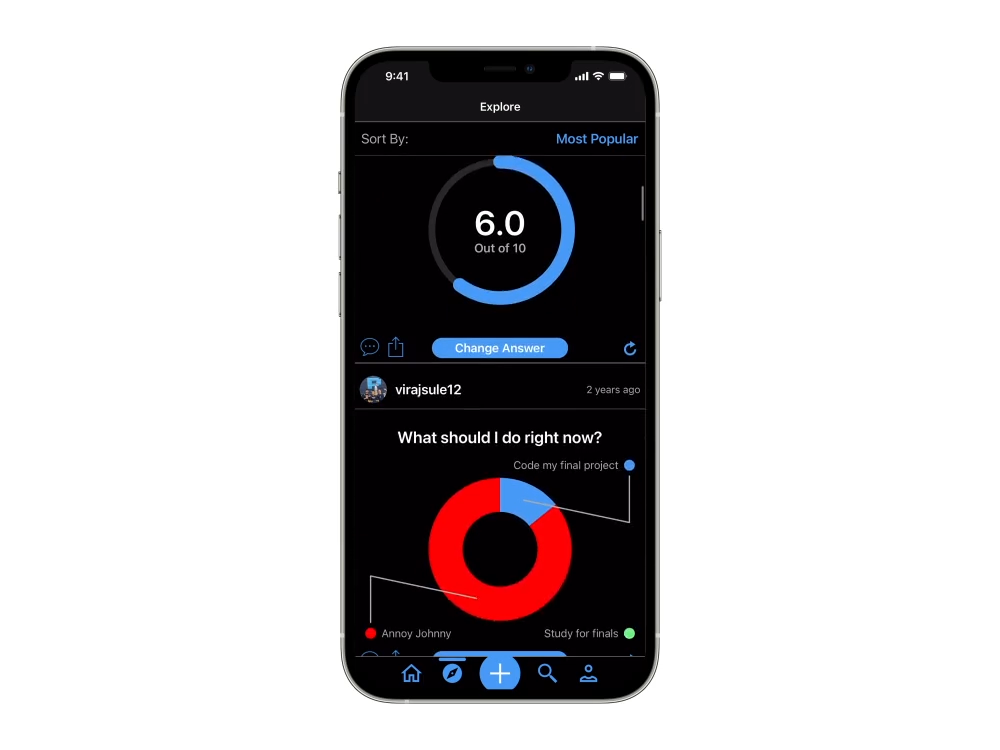 9:41
Explore
Sort By: Most Popular
6.0
Out of 10
Change Answer
virajsule12 2 years ago
What should I do right now?
Code my final project
Annoy Johnny Study for finals